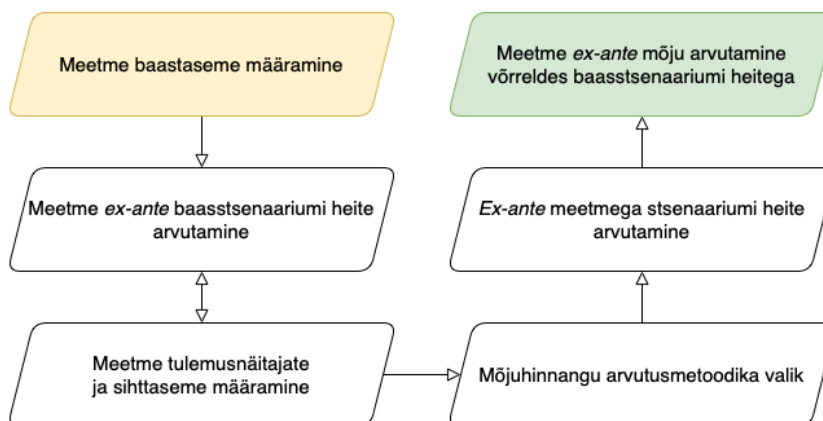 Meetme baastaseme määramine
Meetme ex-ante baasstsenaariumi heite
arvutamine
Meetme tulemusnäitajate
ja sihttaseme määramine
Mõjuhinnangu arvutusmetoodika valik
Ex-ante meetmega stsenaariumi heite
arvutamine
Meetme ex-ante mõju arvutamine
võrreldes baasstsenaariumi heitega